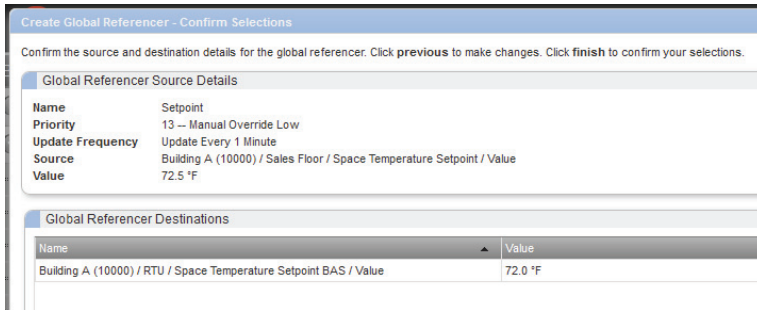 Create Global Referencer - Confirm Selections
Confirm the source and destination details for the global referencer. Click previous to make changes. Click finish to confirm your selections.
Global Referencer Source Details
Name Setpoint
Priority 13 -- Manual Override Low
Update Frequency Update Every 1 Minute
Source Building A (10000) / Sales Floor / Space Temperature Setpoint / Value
Value 72.5 °F
Global Referencer Destinations
Name Value
Building A (10000) / RTU / Space Temperature Setpoint BAS / Value 72.0 °F